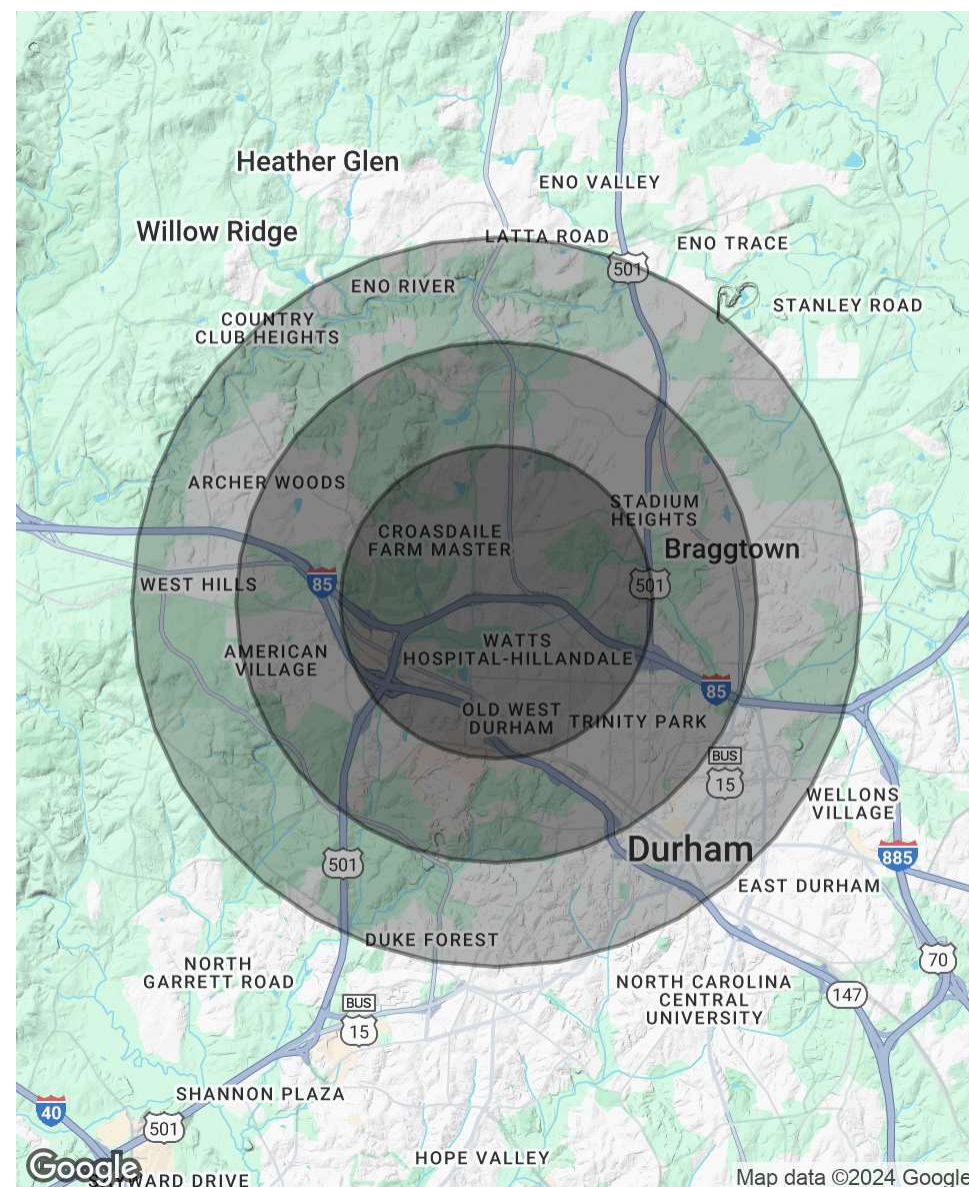 Heather Glen
ENO VALLEY
Willow Ridge
LATTA ROAD
ENO TRACE
501
ENO RIVER
STANLEY ROAD
COUNTRY
CLUB HEIGHTS
ARCHER WOODS
STADIUM
HEIGHTS
CROASDAILE
FARM MASTER
Braggtown
WEST HILLS
85
501
WATTS
HOSPITAL-HILLANDALE
AMERICAN
VILLAGE
85
OLD WEST
DURHAM
TRINITY PARK
BUS
15
WELLONS
VILLAGE
Durham
885
501
EAST DURHAM
DUKE FOREST
70
NORTH
GARRETT ROAD
NORTH CAROLINA
CENTRAL
UNIVERSITY
147
BUS
15
SHANNON PLAZA
40
501
HOPE VALLEY
Google
YWARD DRIVE
Map data ©2024 Google